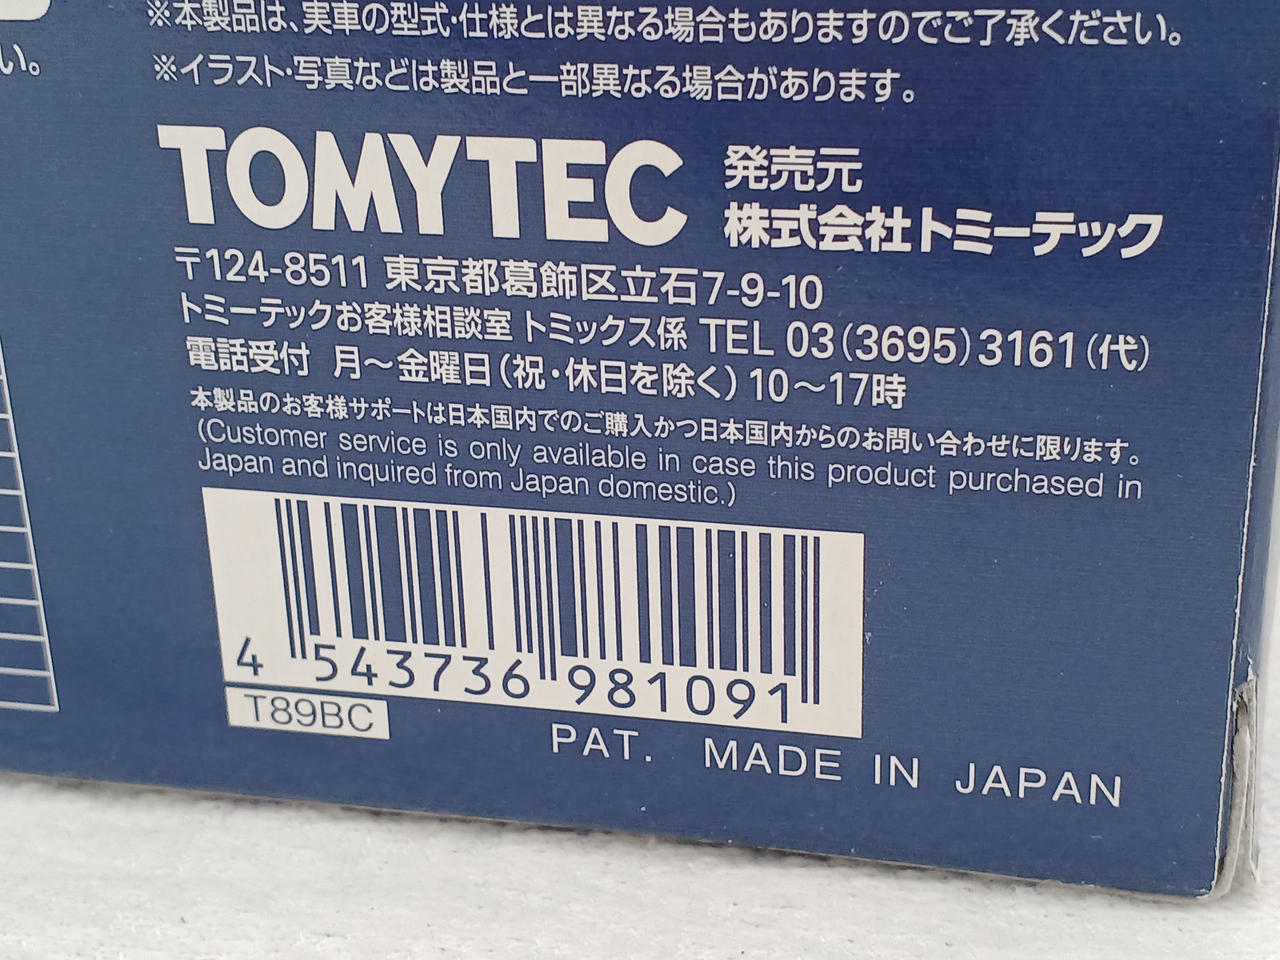 ※本製品は、実車の型式・仕様とは異なる場合もありますのでご了承ください。
い。
※イラスト・写真などは製品と一部異なる場合があります。
TOMYTEC 発売元
株式会社トミーテック
〒124-8511 東京都葛飾区立石7-9-10
トミーテックお客様相談室 トミックス係 TEL 03(3695)3161(代)
電話受付 月〜金曜日(祝・休日を除く)10〜17時
本製品のお客様サポートは日本国内でのご購入かつ日本国内からのお問い合わせに限ります。
(Customer service is only available in case this product purchased in
Japan and inquired from Japan domestic.)
4 543736 981091
T89BC
PAT. MADE IN JAPAN